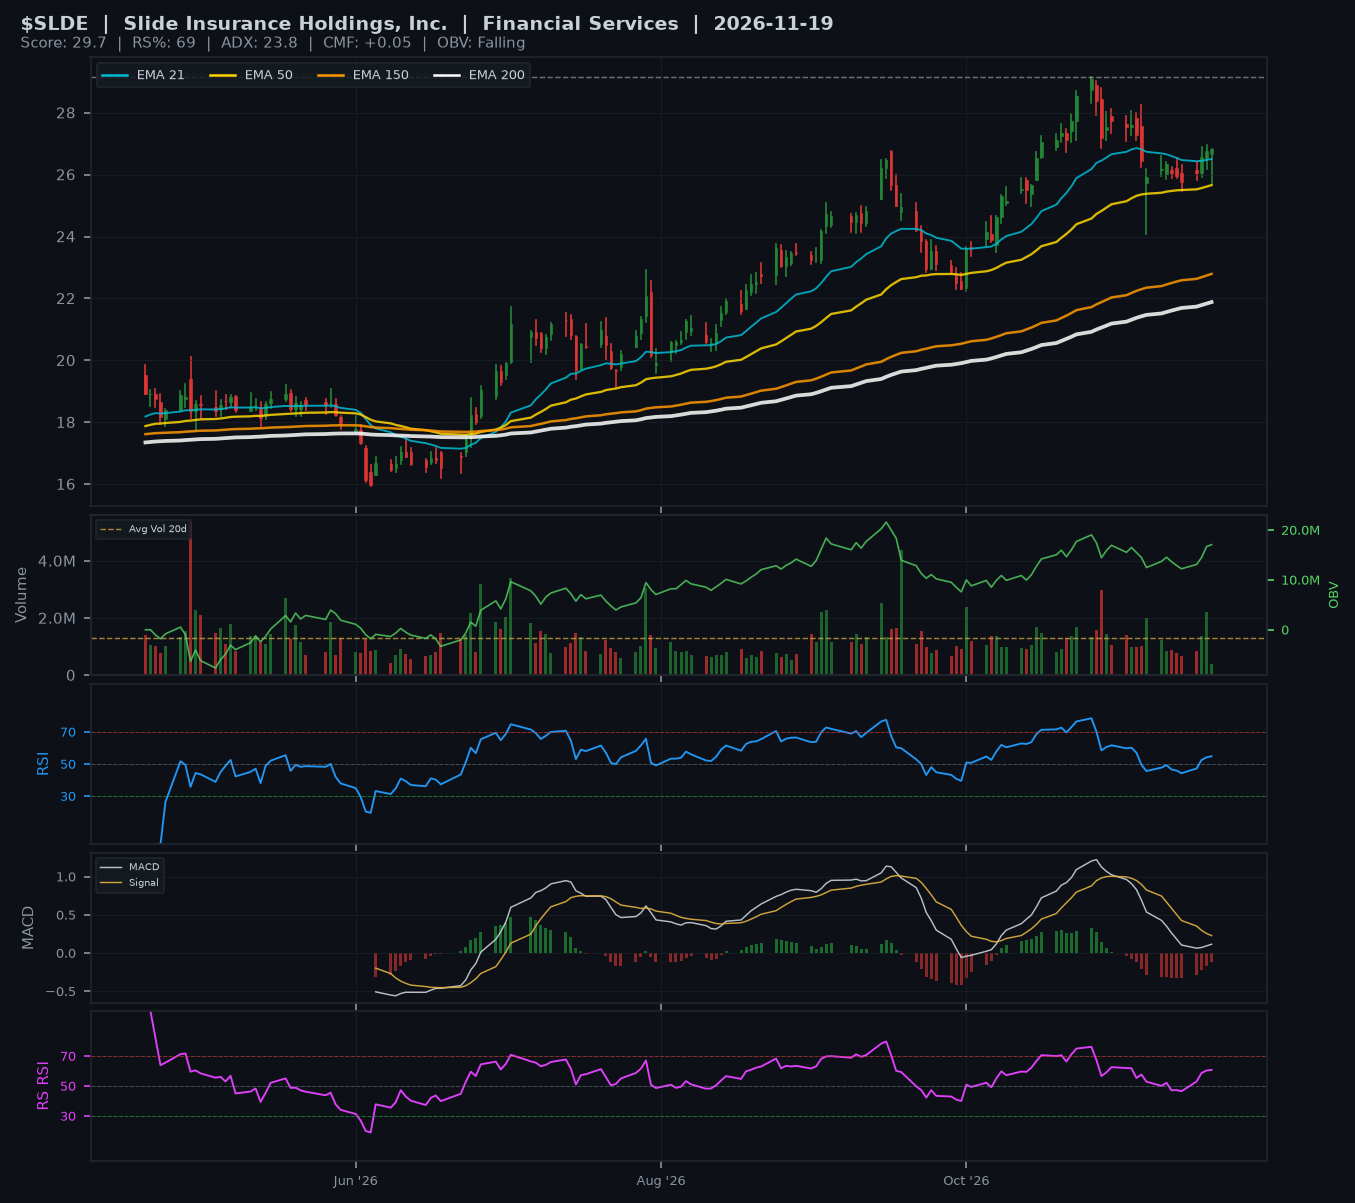 $SLDE | Slide Insurance Holdings, Inc. | Financial Services | 2026-11-19
Score: 29.7 | RS%: 69 | ADX: 23.8 | CMF: +0.05 | OBV: Falling
EMA 21 EMA 50 EMA 150 EMA 200
28
26
24
22
20
18
16
Avg Vol 20d
Volume
4.0M
2.0M
0
20.0M
10.0M
0
OBV
RSI
70
50
30
MACD
Signal
MACD
1.0
0.5
0.0
−0.5
RS RSI
70
50
30
Jun '26 Aug '26 Oct '26